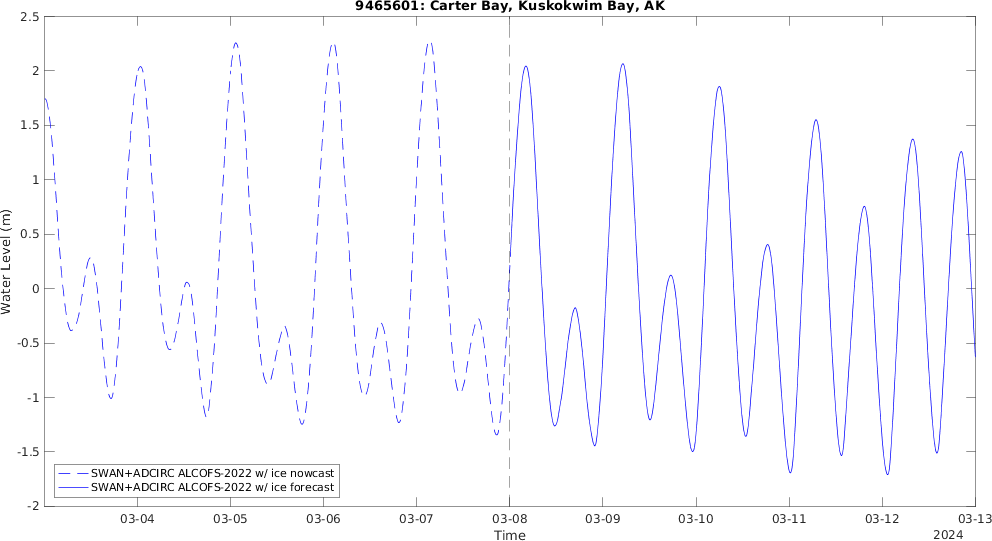 9465601: Carter Bay, Kuskokwim Bay, AK
2.5
2
1.5
1
0.5
0
-0.5
-1
-1.5
-2
Water Level (m)
SWAN+ADCIRC ALCOFS-2022 w/ ice nowcast
SWAN+ADCIRC ALCOFS-2022 w/ ice forecast
03-04 03-05 03-06 03-07 03-08 03-09 03-10 03-11 03-12 03-13
Time
2024